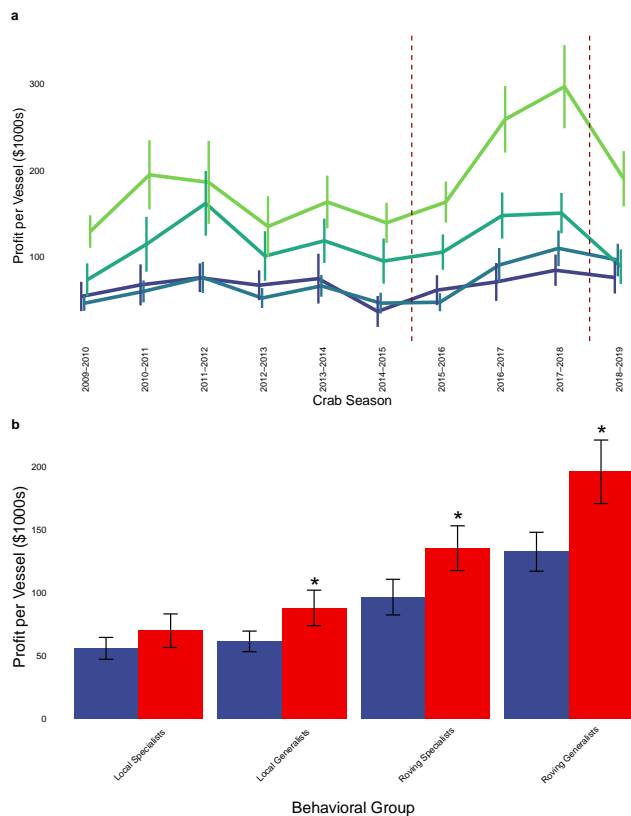 a
Profit per Vessel ($1000s)
300
200
100
2009−2010
2010−2011
2011−2012
2012−2013
2013−2014
2014−2015
2015−2016
2016−2017
2017−2018
2018−2019
Crab Season
b
Profit per Vessel ($1000s)
200
150
100
50
0
*
*
*
Local Specialists
Local Generalists
Roving Specialists
Roving Generalists
Behavioral Group